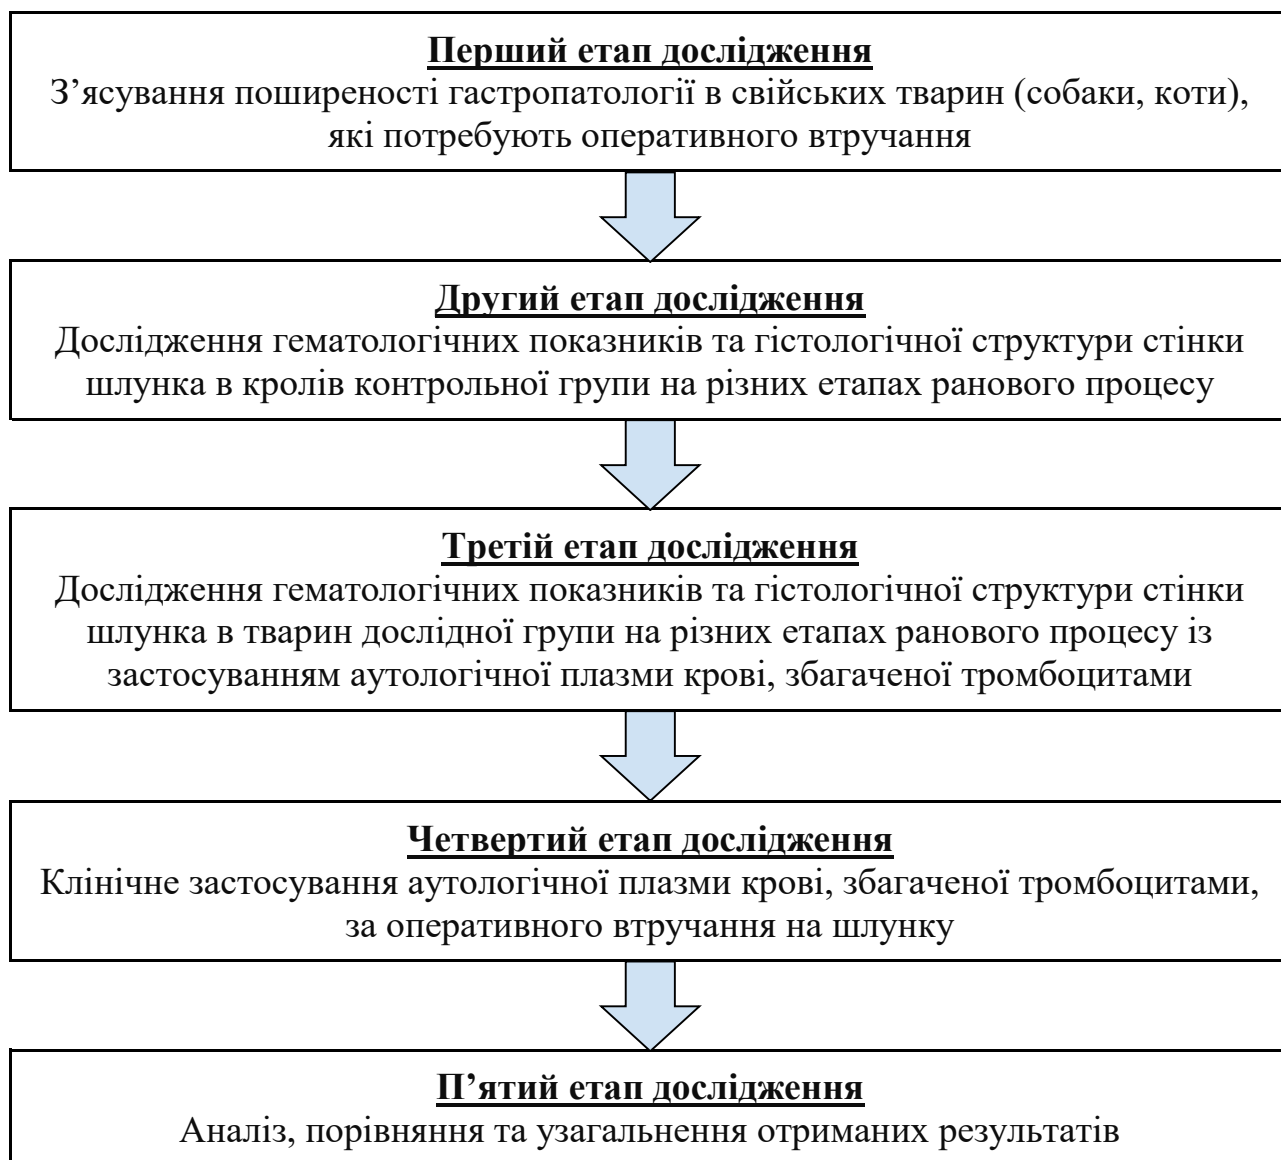 Перший етап дослідження
З’ясування поширеності гастропатології в свійських тварин (собаки, коти),
які потребують оперативного втручання
Другий етап дослідження
Дослідження гематологічних показників та гістологічної структури стінки
шлунка в кролів контрольної групи на різних етапах ранового процесу
Третій етап дослідження
Дослідження гематологічних показників та гістологічної структури стінки
шлунка в тварин дослідної групи на різних етапах ранового процесу із
застосуванням аутологічної плазми крові, збагаченої тромбоцитами
Четвертий етап дослідження
Клінічне застосування аутологічної плазми крові, збагаченої тромбоцитами,
за оперативного втручання на шлунку
П’ятий етап дослідження
Аналіз, порівняння та узагальнення отриманих результатів